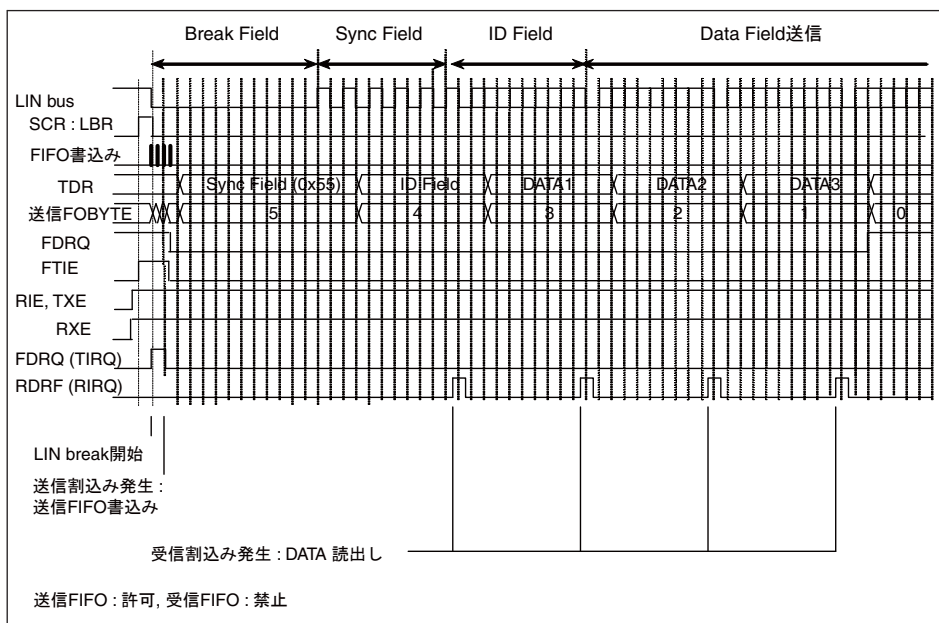 Break Field Sync Field ID Field Data Field送信
LIN bus
SCR : LBR
FIFO書込み
TDR Sync Field (0x55) ID Field DATA1 DATA2 DATA3
送信FOBYTE 5 4 3 2 1 0
FDRQ
FTIE
RIE, TXE
RXE
FDRQ (TIRQ)
RDRF (RIRQ)
LIN break開始
送信割込み発生 :
送信FIFO書込み
受信割込み発生 : DATA 読出し
送信FIFO : 許可, 受信FIFO : 禁止